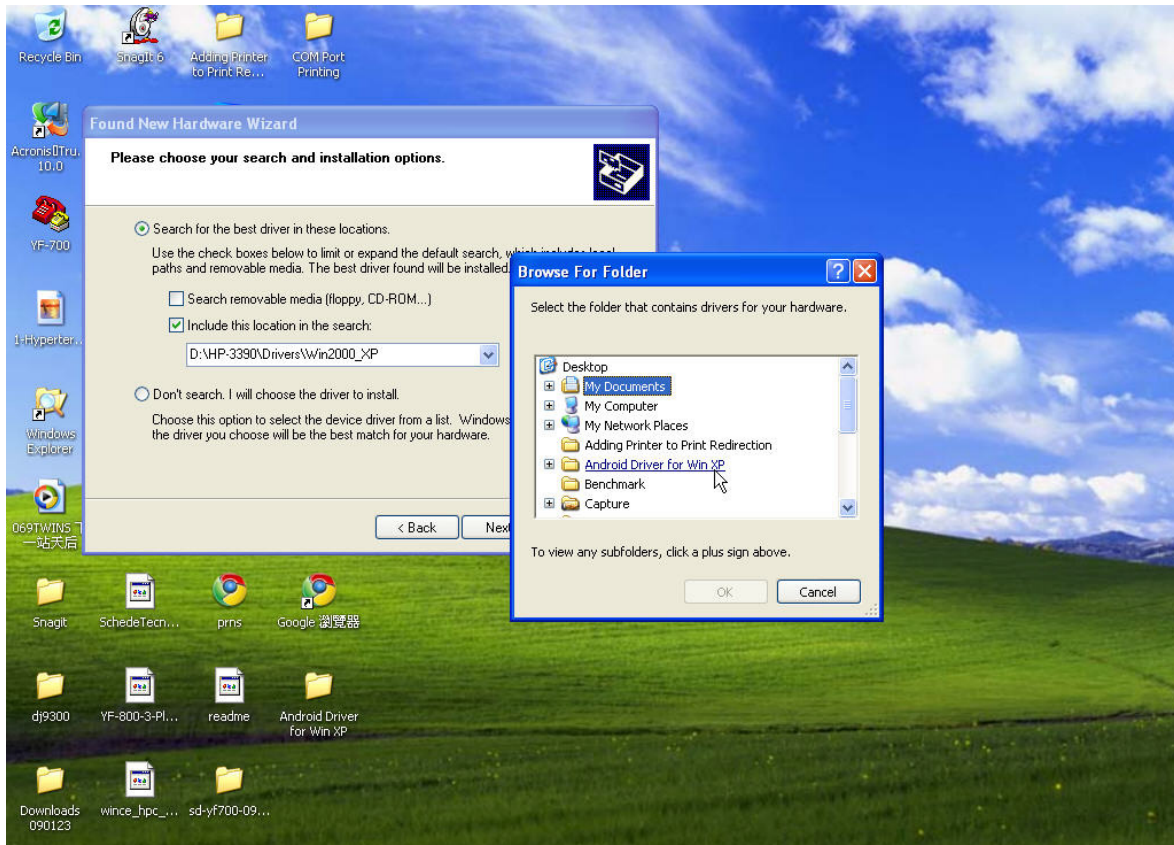 Recycle Bin
SnagIt 6
Adding Printer
to Print Re...
COM Port
Printing
Acronis Tru.
10.0
YF-700
1-Hyperter..
Windows
Explorer
069TWINS
一站天后
Found New Hardware Wizard
Please choose your search and installation options.
Search for the best driver in these locations.
Use the check boxes below to limit or expand the default search,
paths and removable media. The best driver found will be installed.
Search removable media (floppy, CD-ROM...)
Include this location in the search:
D:\HP-3390\Drivers\Win2000_XP
Don't search. I will choose the driver to install.
Choose this option to select the device driver from a list. Windows
the driver you choose will be the best match for your hardware.
< Back
Next
Browse For Folder
Select the folder that contains drivers for your hardware.
Desktop
My Documents
My Computer
My Network Places
Adding Printer to Print Redirection
Android Driver for Win XP
Benchmark
Capture
To view any subfolders, click a plus sign above.
OK
Cancel
Snagit
SchedeTecn...
prns
Google 瀏覽器
dj9300
YF-800-3-Pl...
readme
Android Driver
for Win XP
Downloads
090123
wince_hpc_...
sd-yf700-09...